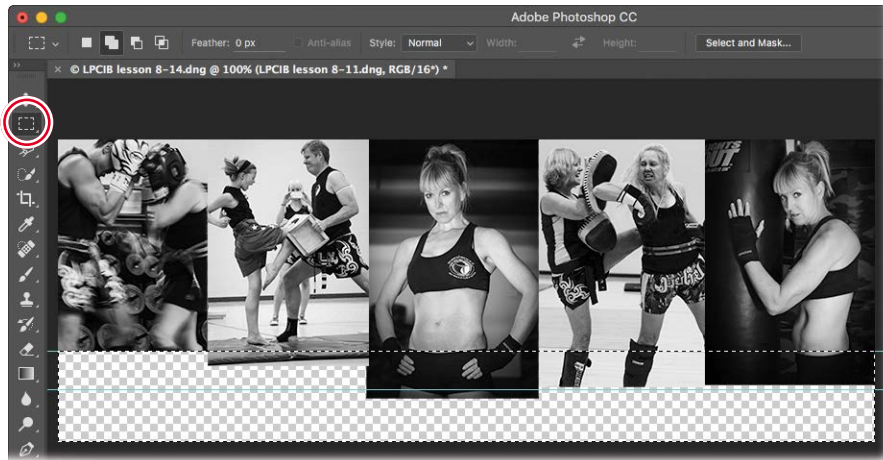 Adobe Photoshop CC
Feather: 0 px Anti-alias Style: Normal Width: Height: Select and Mask...
× © LPCIB lesson 8-14.dng @ 100% (LPCIB lesson 8-11.dng, RGB/16*) *
OUT